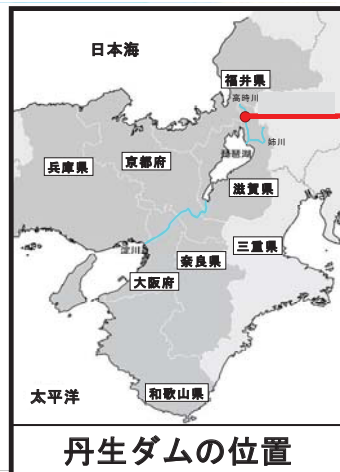 日本海
福井県
高時川
姉川
琵琶湖
京都府
兵庫県
滋賀県
三重県
淀川
奈良県
大阪府
太平洋
和歌山県
丹生ダムの位置